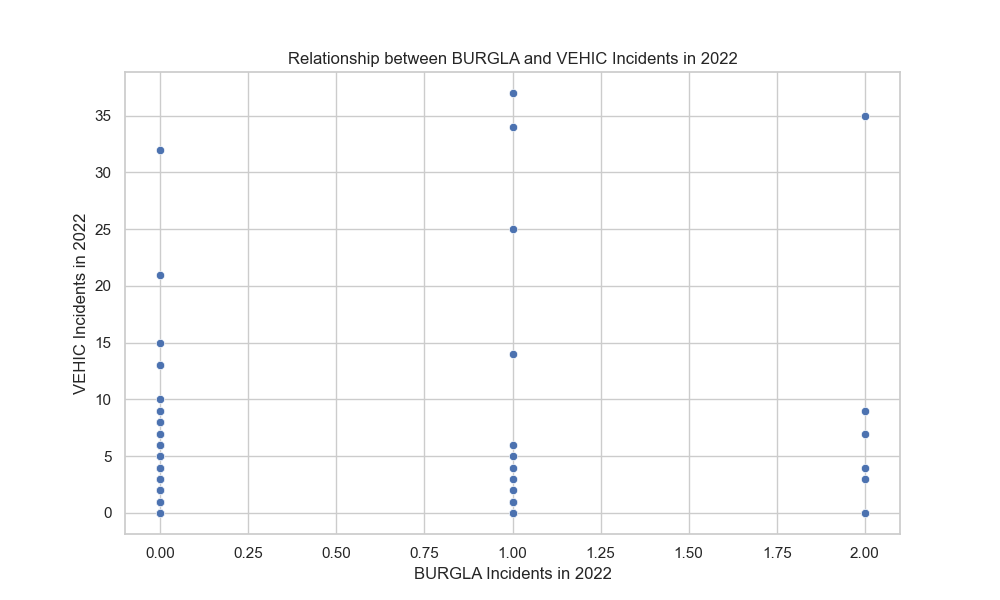 Relationship between BURGLA and VEHIC Incidents in 2022
35
30
25
20
15
10
5
0
VEHIC Incidents in 2022
0.00 0.25 0.50 0.75 1.00 1.25 1.50 1.75 2.00
BURGLA Incidents in 2022